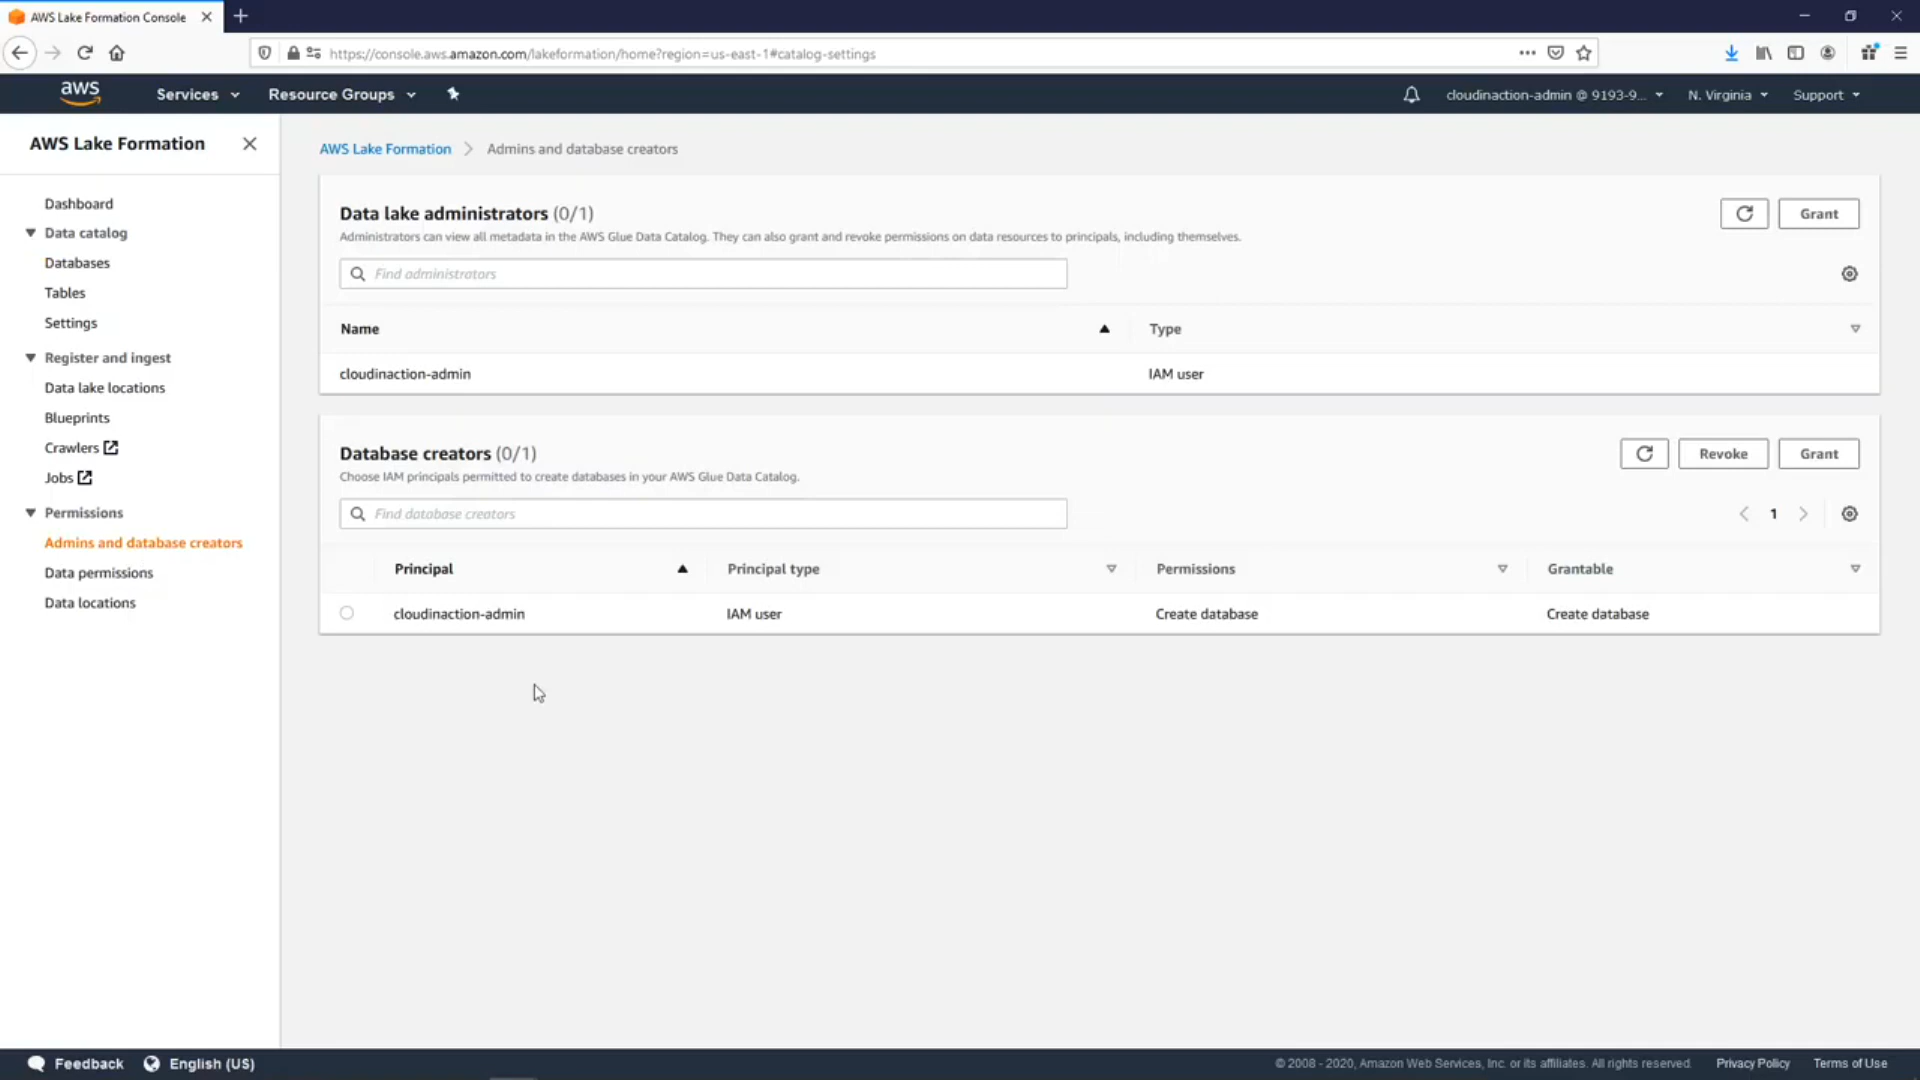 AWS Lake Formation Console
https://console.aws.amazon.com/lakeformation/home?region=us-east-1#catalog-settings
aws
Services
Resource Groups
cloudinaction-admin @ 9193-9...
N. Virginia
Support
AWS Lake Formation
Dashboard
Data catalog
Databases
Tables
Settings
Register and ingest
Data lake locations
Blueprints
Crawlers
Jobs
Permissions
Admins and database creators
Data permissions
Data locations
AWS Lake Formation > Admins and database creators
Data lake administrators (0/1)
Grant
Administrators can view all metadata in the AWS Glue Data Catalog. They can also grant and revoke permissions on data resources to principals, including themselves.
Find administrators
Name Type
cloudinaction-admin IAM user
Database creators (0/1)
Revoke
Grant
Choose IAM principals permitted to create databases in your AWS Glue Data Catalog.
Find database creators
1
Principal Principal type Permissions Grantable
cloudinaction-admin IAM user Create database Create database
Feedback
English (US)
© 2008 - 2020, Amazon Web Services, Inc. or its affiliates. All rights reserved.
Privacy Policy
Terms of Use